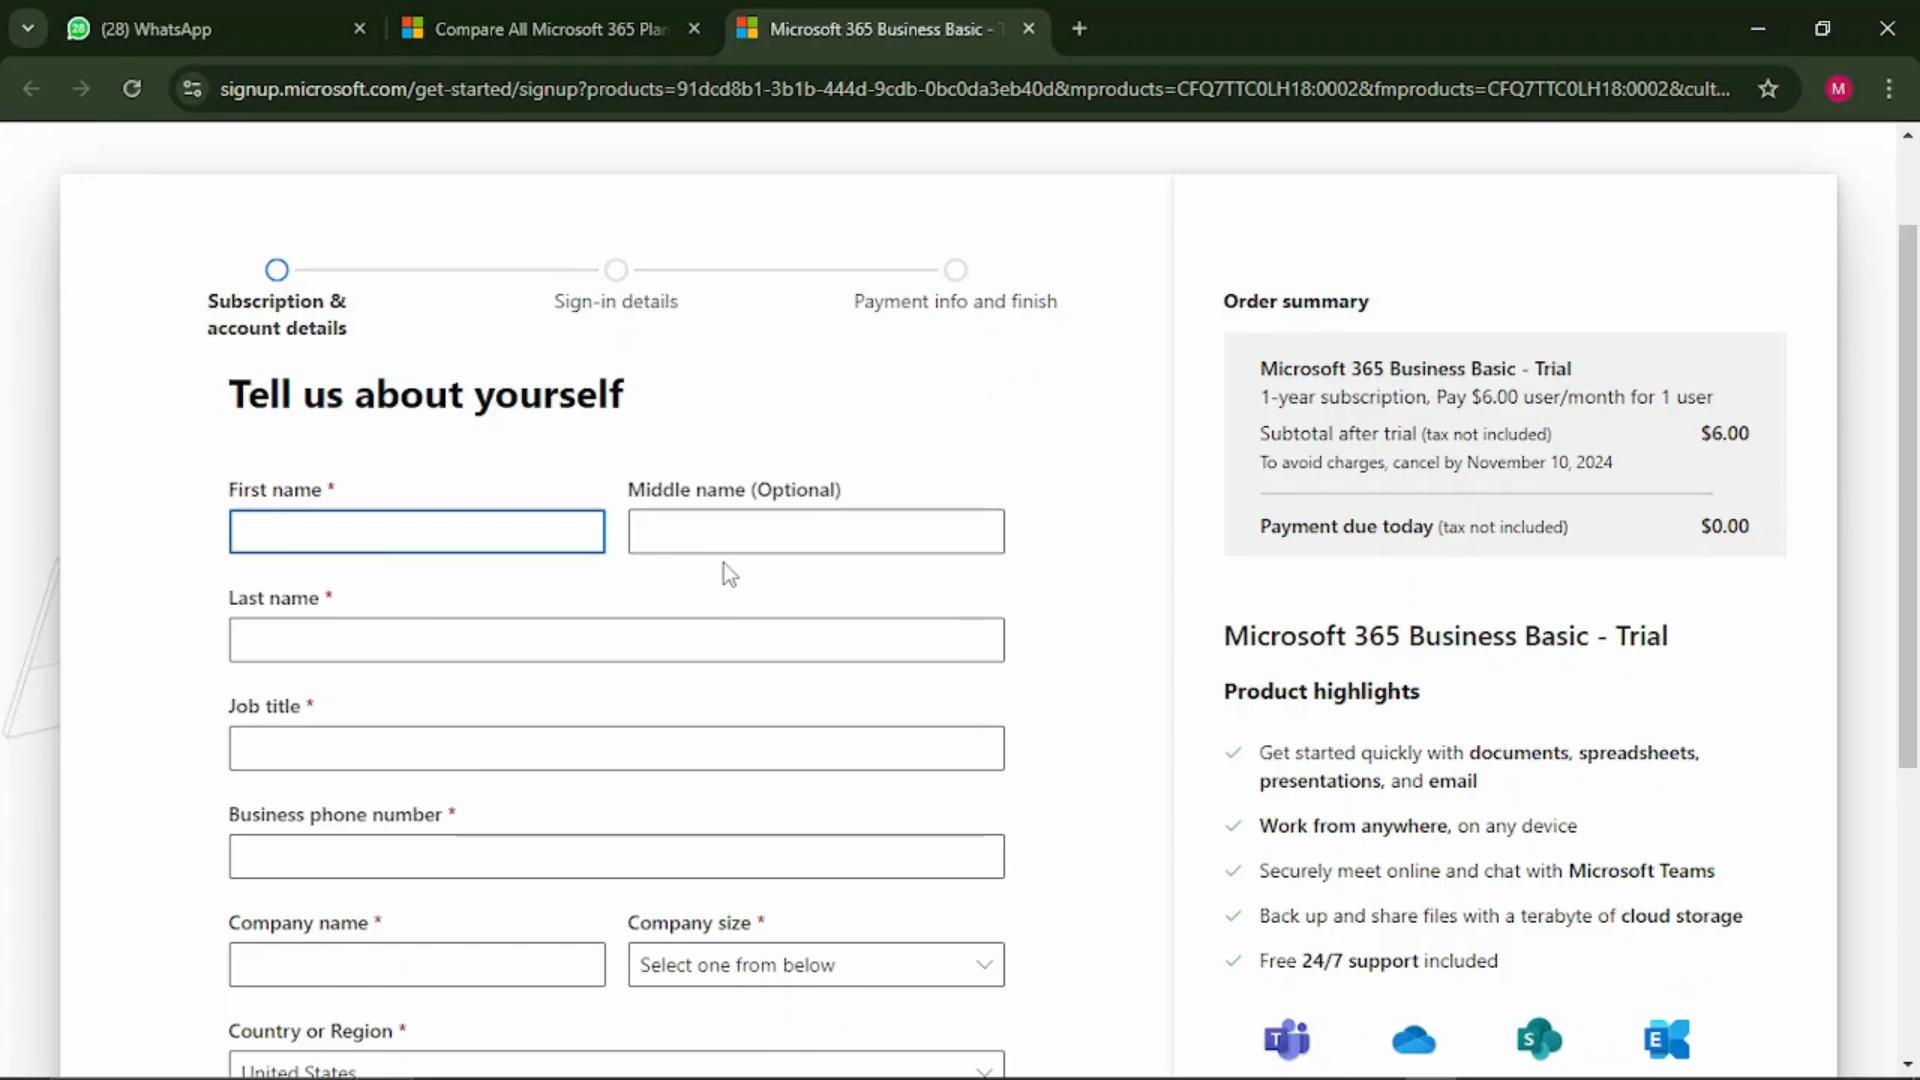 28
(28) WhatsApp
Compare All Microsoft 365 Plan
Microsoft 365 Business Basic -
signup.microsoft.com/get-started/signup?products=91dcd8b1-3b1b-444d-9cdb-0bc0da3eb40d&mproducts=CFQ7TTC0LH18:0002&fmproducts=CFQ7TTC0LH18:0002&cult...
M
Subscription &
account details
Sign-in details
Payment info and finish
Tell us about yourself
First name *
Middle name (Optional)
Last name *
Job title *
Business phone number *
Company name *
Company size *
Select one from below
Country or Region *
United States
Order summary
Microsoft 365 Business Basic - Trial
1-year subscription, Pay $6.00 user/month for 1 user
Subtotal after trial (tax not included) $6.00
To avoid charges, cancel by November 10, 2024
Payment due today (tax not included) $0.00
Microsoft 365 Business Basic - Trial
Product highlights
Get started quickly with documents, spreadsheets,
presentations, and email
Work from anywhere, on any device
Securely meet online and chat with Microsoft Teams
Back up and share files with a terabyte of cloud storage
Free 24/7 support included
T
S
E